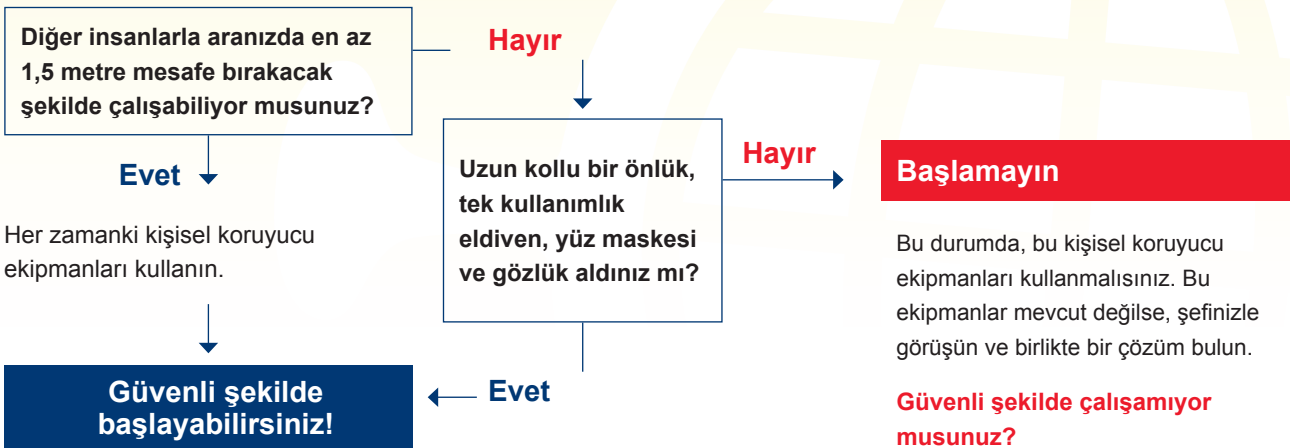 Diğer insanlarla aranızda en az
1,5 metre mesafe bırakacak
şekilde çalışabiliyor musunuz?
Hayır
Evet
Her zamanki kişisel koruyucu
ekipmanları kullanın.
Uzun kollu bir önlük,
tek kullanımlık
eldiven, yüz maskesi
ve gözlük aldınız mı?
Hayır
Evet
Güvenli şekilde
başlayabilirsiniz!
Başlamayın
Bu durumda, bu kişisel koruyucu
ekipmanları kullanmalısınız. Bu
ekipmanlar mevcut değilse, şefinizle
görüşün ve birlikte bir çözüm bulun.
Güvenli şekilde çalışamıyor
musunuz?